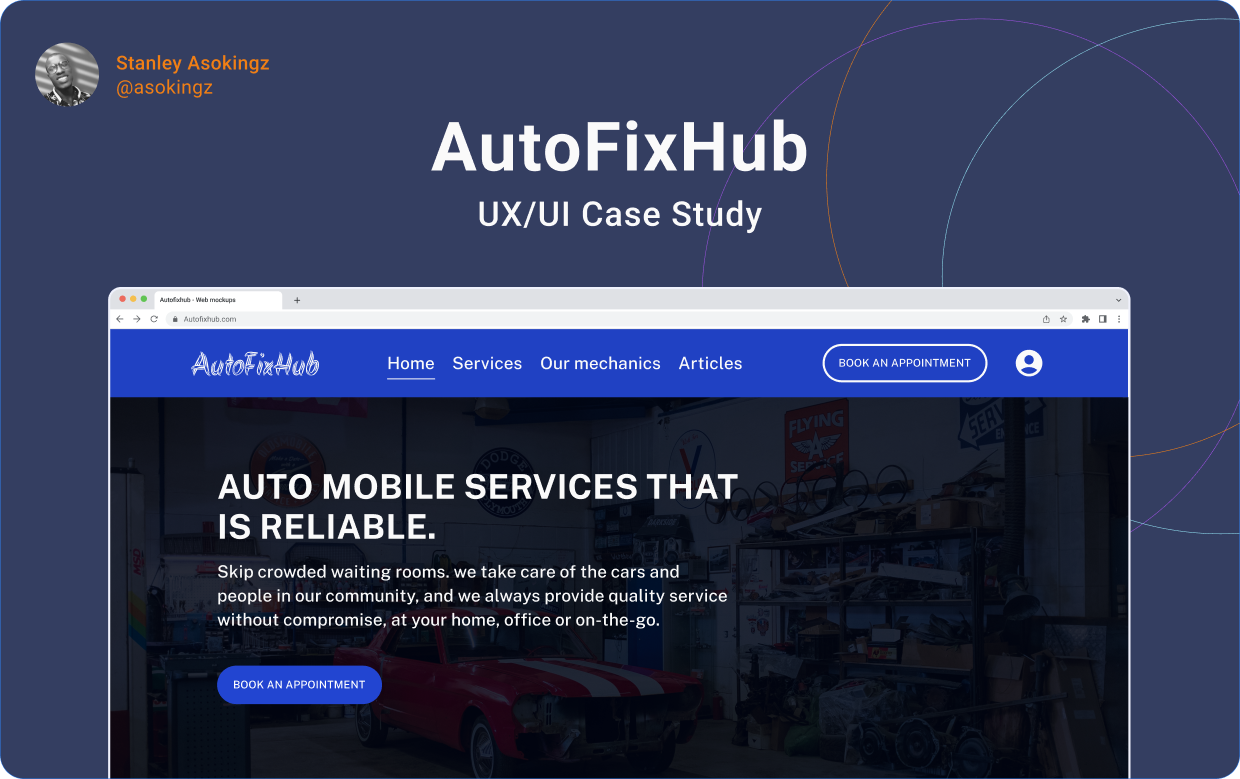 Stanley Asokingz
@asokingz
AutoFixHub
UX/UI Case Study
Autofixhub - Web mockups
Autofixhub.com
AutoFixHub
Home Services Our mechanics Articles
BOOK AN APPOINTMENT
FLYING
A
SERVICE
SERV
ENTRANCE
DODGE
PLYMOUTH
AUTO MOBILE SERVICES THAT
IS RELIABLE.
Skip crowded waiting rooms. we take care of the cars and
people in our community, and we always provide quality service
without compromise, at your home, office or on-the-go.
BOOK AN APPOINTMENT